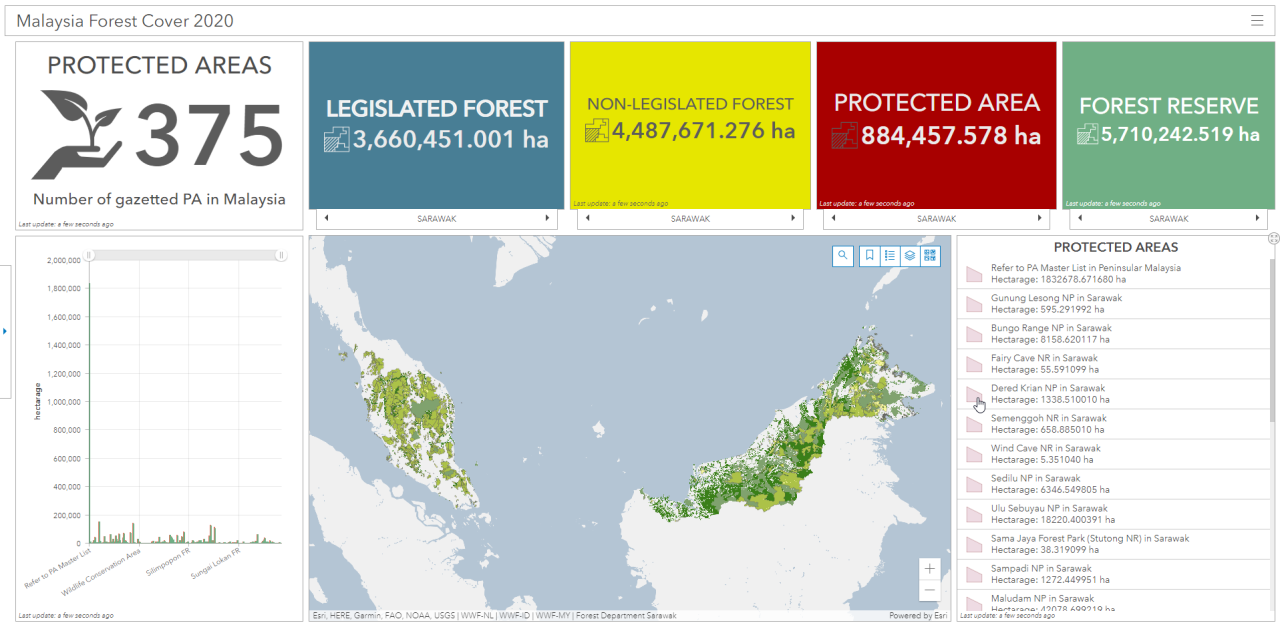 Malaysia Forest Cover 2020
PROTECTED AREAS
375
Number of gazetted PA in Malaysia
Last update: a few seconds ago
LEGISLATED FOREST
3,660,451.001 ha
SARAWAK
NON-LEGISLATED FOREST
4,487,671.276 ha
Last update: a few seconds ago
SARAWAK
PROTECTED AREA
884,457.578 ha
Last update: a few seconds ago
SARAWAK
FOREST RESERVE
5,710,242.519 ha
Last update: a few seconds ago
SARAWAK
hectarage
2,000,000
1,800,000
1,600,000
1,400,000
1,200,000
1,000,000
800,000
600,000
400,000
200,000
0
Refer to PA Master List
Wildlife Conservation Area
Silimpopon FR
Sungai Lokan FR
Last update: a few seconds ago
Esri, HERE, Garmin, FAO, NOAA, USGS | WWF-NL | WWF-ID | WWF-MY | Forest Department Sarawak
Powered by Esri
PROTECTED AREAS
Refer to PA Master List in Peninsular Malaysia
Hectarage: 1832678.671680 ha
Gunung Lesong NP in Sarawak
Hectarage: 595.291992 ha
Bungo Range NP in Sarawak
Hectarage: 8158.620117 ha
Fairy Cave NR in Sarawak
Hectarage: 55.591099 ha
Dered Krian NP in Sarawak
Hectarage: 1338.510010 ha
Semenggoh NR in Sarawak
Hectarage: 658.885010 ha
Wind Cave NR in Sarawak
Hectarage: 5.351040 ha
Sedilu NP in Sarawak
Hectarage: 6346.549805 ha
Ulu Sebuyau NP in Sarawak
Hectarage: 18220.400391 ha
Sama Jaya Forest Park (Stutong NR) in Sarawak
Hectarage: 38.319099 ha
Sampadi NP in Sarawak
Hectarage: 1272.449951 ha
Maludam NP in Sarawak
Hectarage: 42078.699219 ha
Last update: a few seconds ago